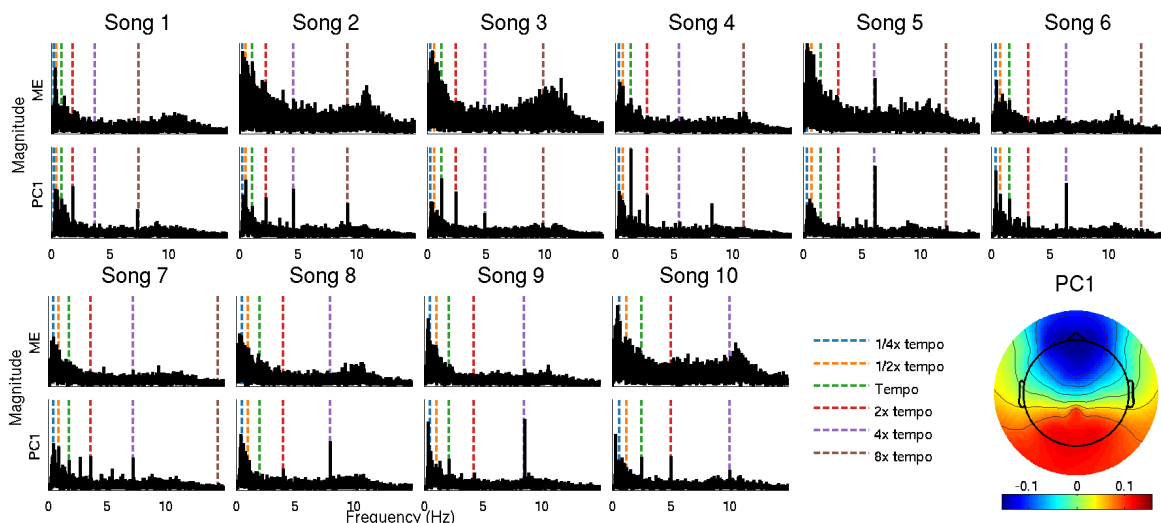 Song 1 Song 2 Song 3 Song 4 Song 5 Song 6
Magnitude
ME
PC1
0 5 10 0 5 10 0 5 10 0 5 10 0 5 10 0 5 10
Song 7 Song 8 Song 9 Song 10 PC1
Magnitude
ME
PC1
0 5 10 0 5 10 0 5 10 0 5 10
Frequency (Hz)
1/4x tempo
1/2x tempo
Tempo
2x tempo
4x tempo
8x tempo
−0.1 0 0.1